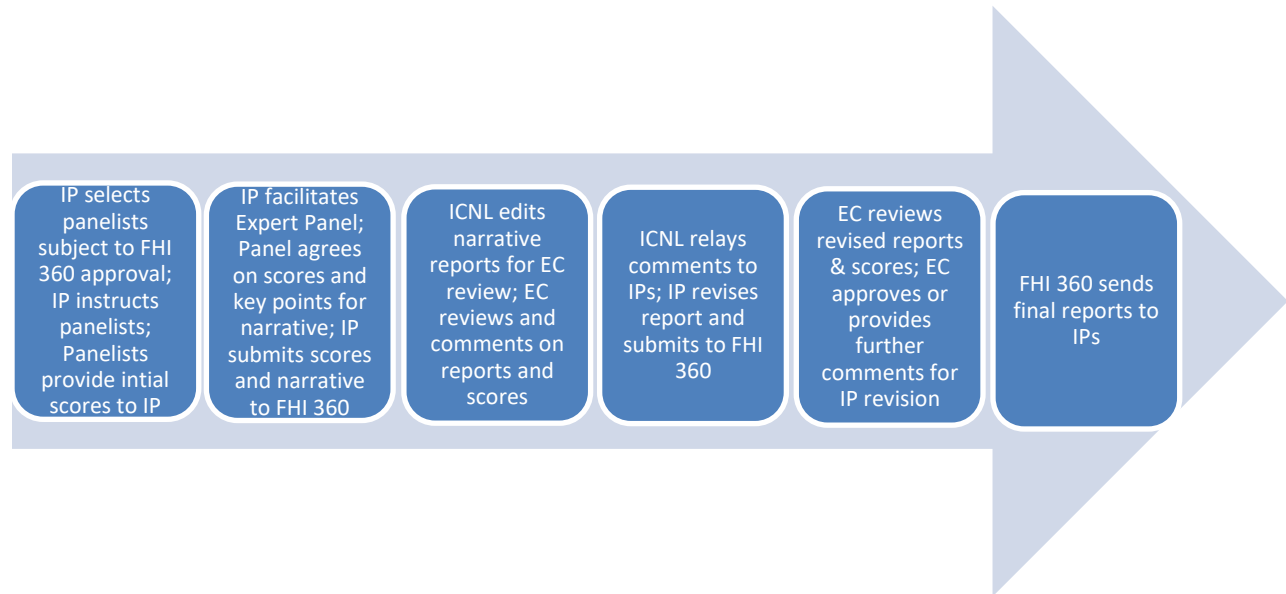 IP selects
panelists
subject to FHI
360 approval;
IP instructs
panelists;
Panelists
provide intial
scores to IP
IP facilitates
Expert Panel;
Panel agrees
on scores and
key points for
narrative; IP
submits scores
and narrative
to FHI 360
ICNL edits
narrative
reports for EC
review; EC
reviews and
comments on
reports and
scores
ICNL relays
comments to
IPs; IP revises
report and
submits to FHI
360
EC reviews
revised reports
& scores; EC
approves or
provides
further
comments for
IP revision
FHI 360 sends
final reports to
IPs